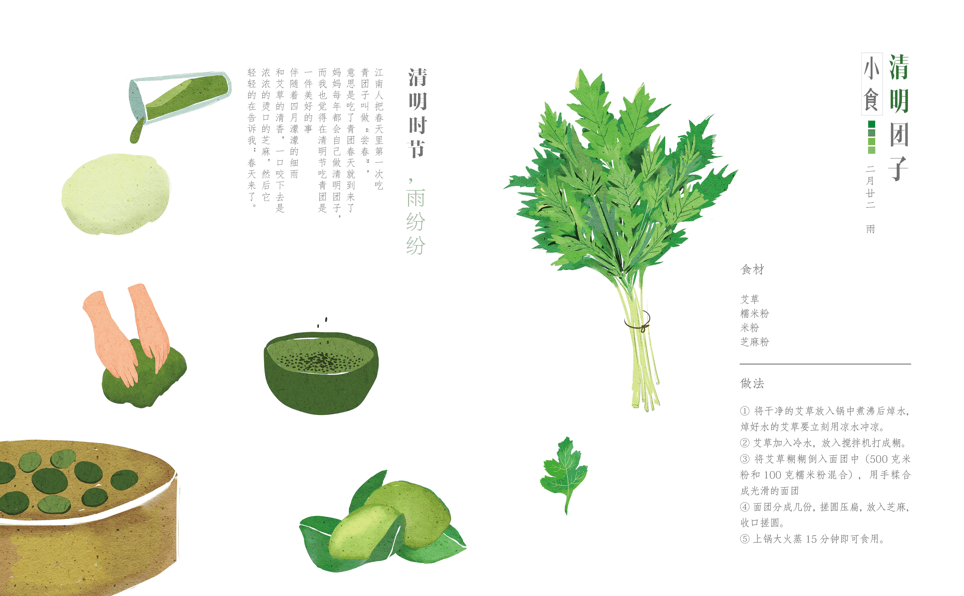 清明团子
小食
二月廿二 雨
食材
艾草
糯米粉
米粉
芝麻粉
做法
① 将干净的艾草放入锅中煮沸后焯水,
焯好水的艾草要立刻用凉水冲凉。
② 艾草加入冷水, 放入搅拌机打成糊。
③ 将艾草糊糊倒入面团中（500 克米
粉和 100 克糯米粉混合）, 用手糅合
成光滑的面团
④ 面团分成几份, 搓圆压扁, 放入芝麻,
收口搓圆。
⑤ 上锅大火蒸 15 分钟即可食用。
清明时节，雨纷纷
江南人把春天里第一次吃
青团子叫做“尝春”,
意思是吃了青团春天就到来了
妈妈每年都会自己做清明团子,
而我也觉得在清明节吃青团是
一件美好的事
伴随着四月濛濛的细雨
和艾草的清香, 一口咬下去是
浓浓的烫口的芝麻, 然后它
轻轻的在告诉我: 春天来了。